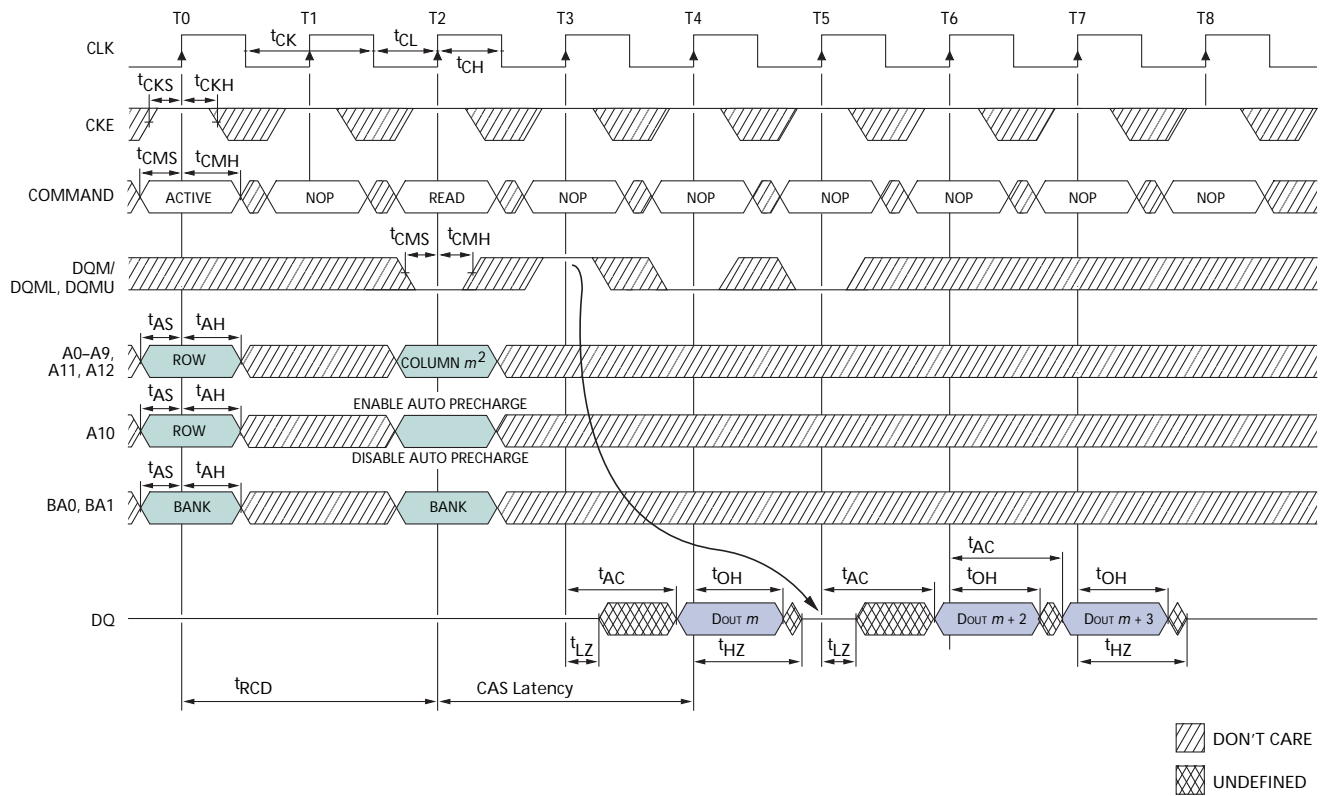 T0 T1 T2 T3 T4 T5 T6 T7 T8
CLK
tCK tCL
tCH
tCKS tCKH
CKE
tCMS tCMH
COMMAND ACTIVE NOP READ NOP NOP NOP NOP NOP NOP
tCMS tCMH
DQM/
DQML, DQMU
tAS tAH
A0–A9,
A11, A12
ROW COLUMN m2
tAS tAH
ENABLE AUTO PRECHARGE
A10 ROW
DISABLE AUTO PRECHARGE
tAS tAH
BA0, BA1 BANK BANK
tAC
tAC tOH tAC tOH tOH
DQ DOUT m DOUT m + 2 DOUT m + 3
tLZ tHZ tLZ tHZ
tRCD CAS Latency
DON'T CARE
UNDEFINED